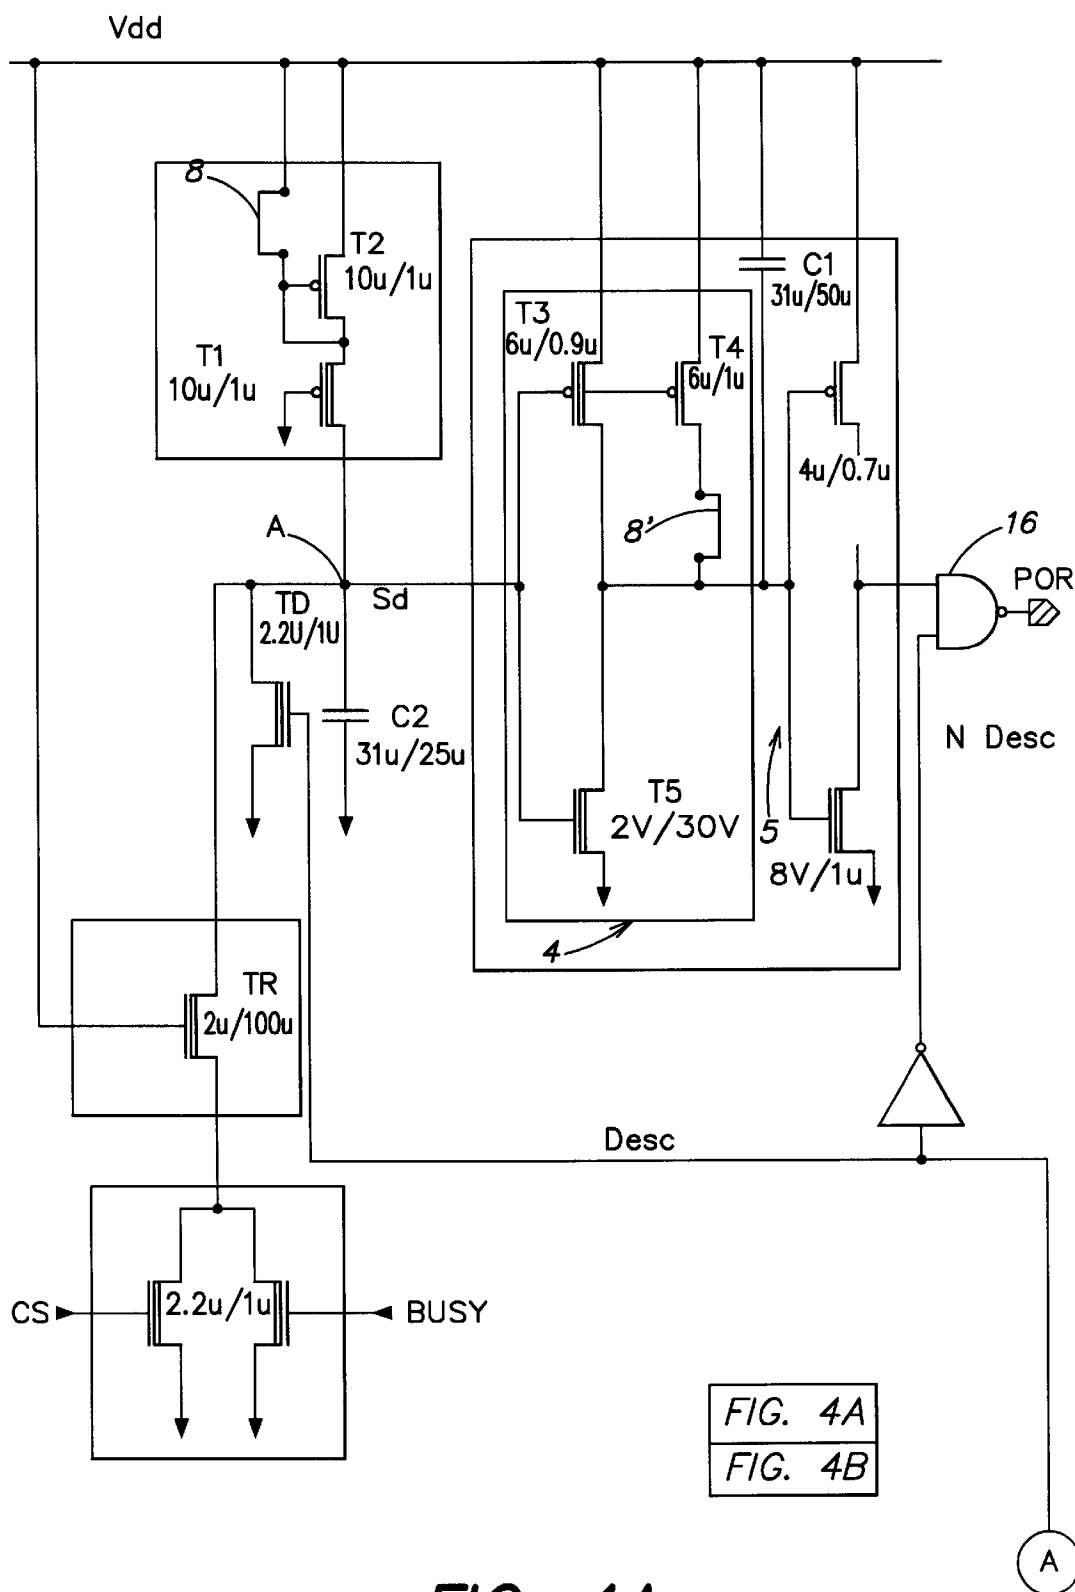 Vdd
8
T2
10u/1u
T1
10u/1u
C1
31u/50u
T3
6u/0.9u
T4
6u/1u
4u/0.7u
8'
16
POR
A
Sd
TD
2.2U/1U
C2
31u/25u
N Desc
T5
2V/30V
5
8V/1u
4
TR
2u/100u
Desc
CS
2.2u/1u
BUSY
FIG. 4A
FIG. 4B
A
FIG. 4A